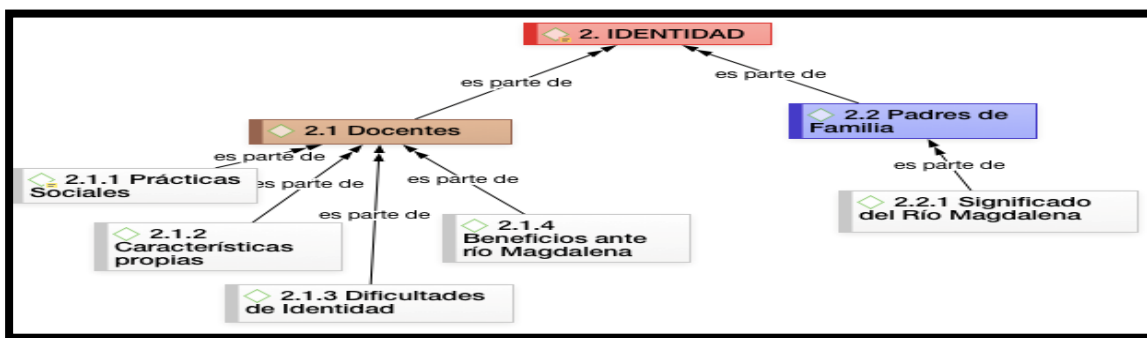 2. IDENTIDAD
es parte de
es parte de
2.1 Docentes
2.2 Padres de
Familia
es parte de
es parte de
es parte de
es parte de
es parte de
2.1.1 Prácticas
Sociales
2.1.2
Características
propias
2.1.3 Dificultades
de Identidad
2.1.4
Beneficios ante
río Magdalena
2.2.1 Significado
del Río Magdalena